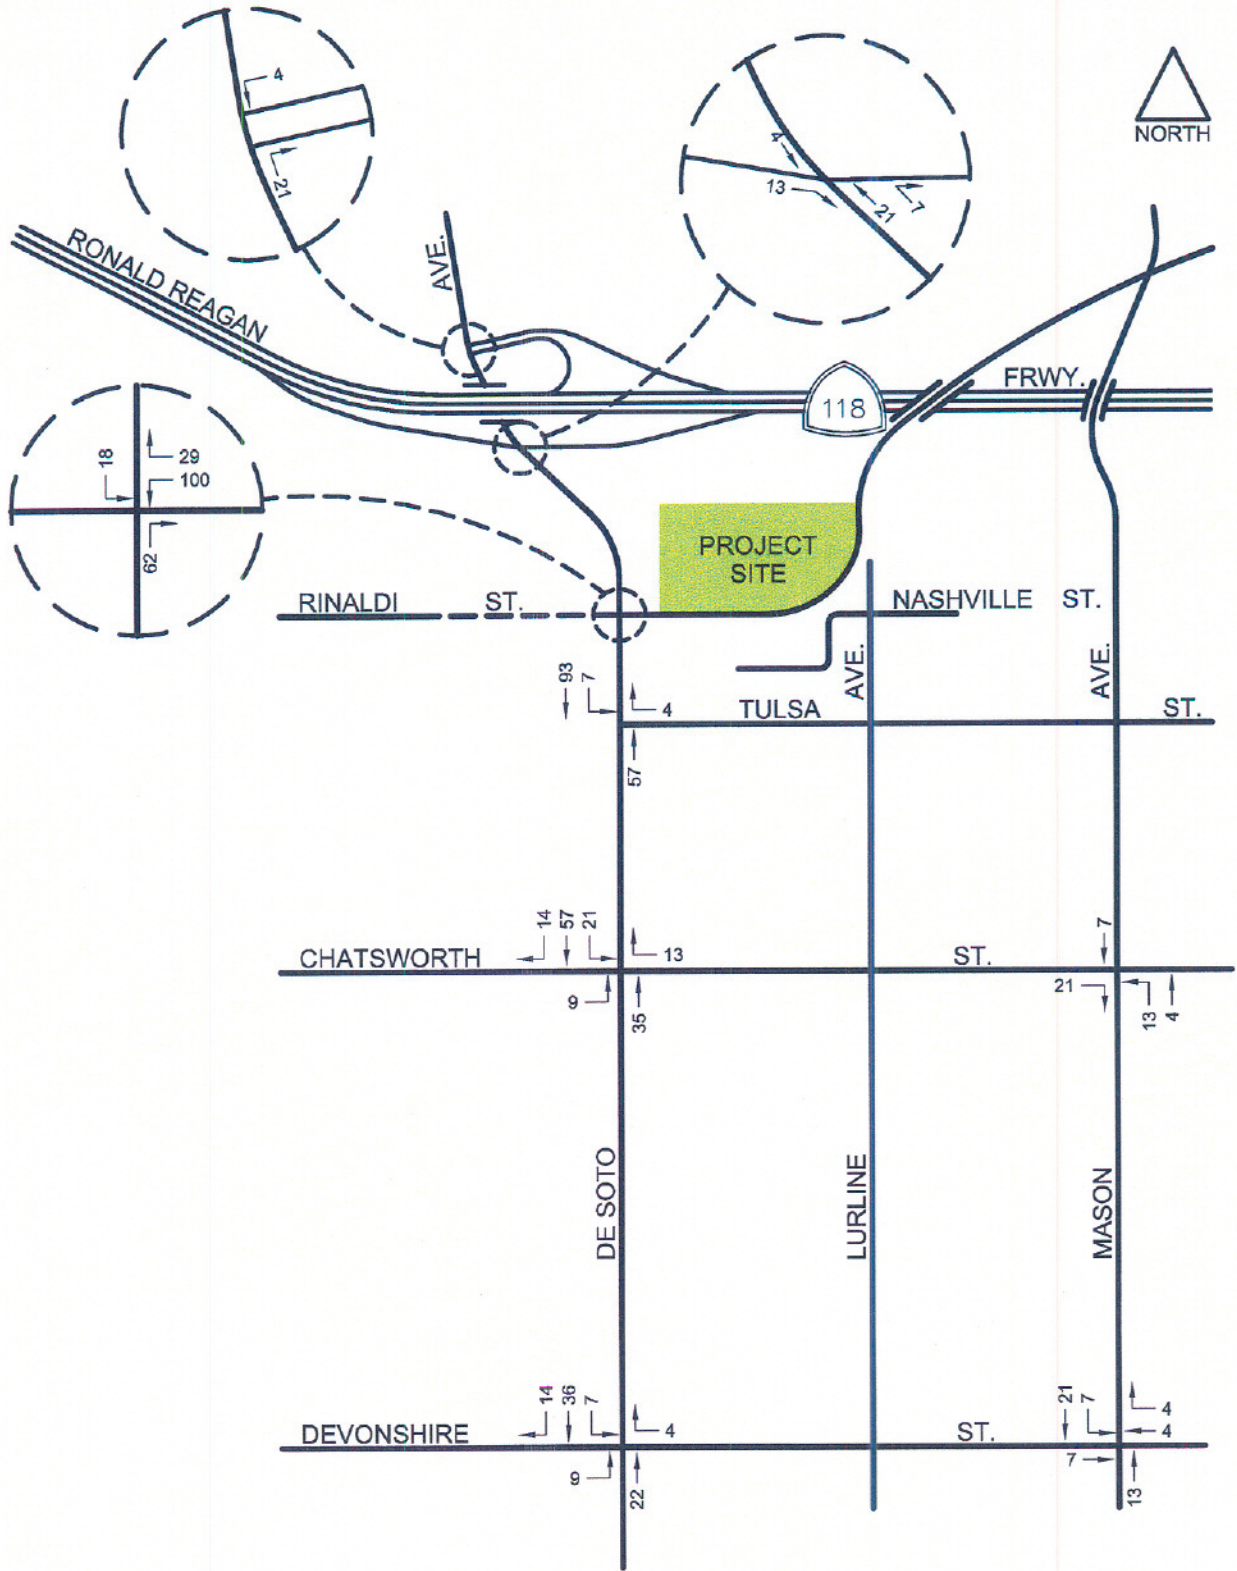 4
21
4
13
21
7
NORTH
RONALD REAGAN
AVE.
FRWY.
118
18
29
100
62
PROJECT
SITE
RINALDI ST.
NASHVILLE ST.
93
7
4
AVE.
AVE.
TULSA ST.
57
14
57
21
13
7
CHATSWORTH ST.
9
35
21
13
4
DE SOTO
LURLINE
MASON
14
36
7
4
21
7
4
4
DEVONSHIRE ST.
9
22
7
13